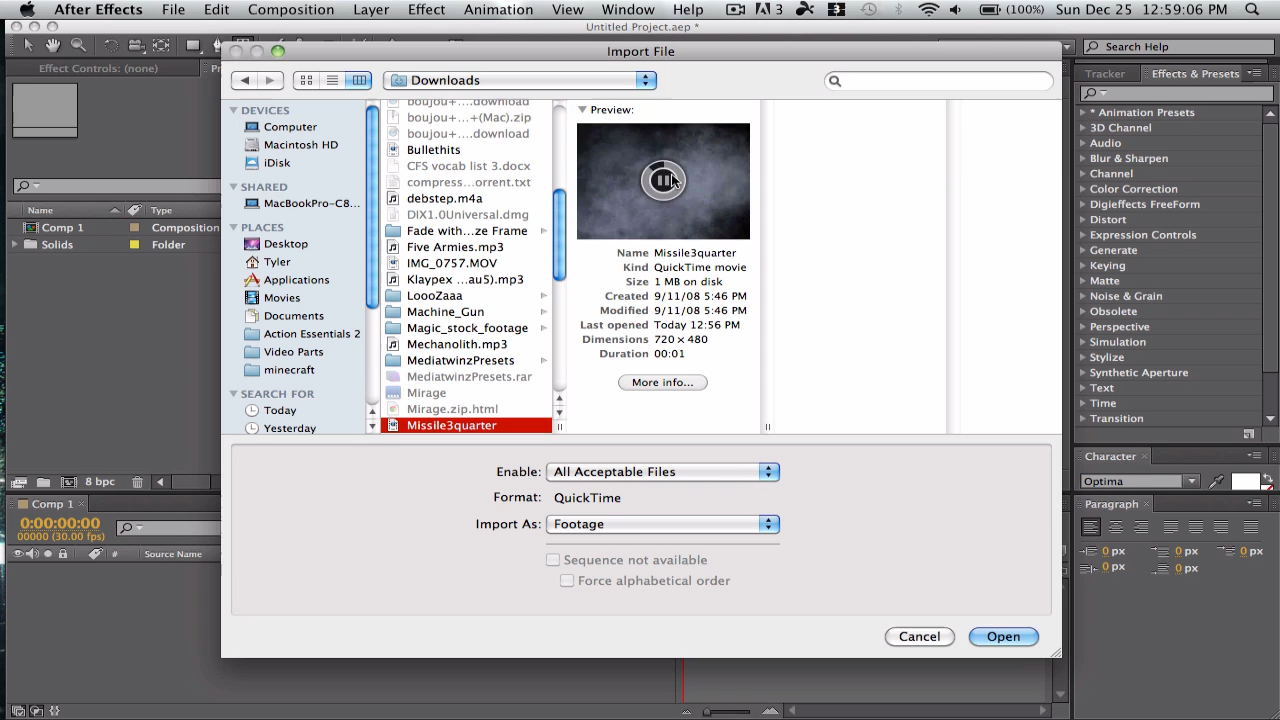 After Effects File Edit Composition Layer Effect Animation View Window Help 3 (100%) Sun Dec 25 12:59:06 PM
Untitled Project.aep *
Import File
Search Help
Effect Controls: (none)
Tracker Effects & Presets
Downloads
DEVICES
Computer
Macintosh HD
iDisk
SHARED
MacBookPro-C8...
PLACES
Desktop
Tyler
Applications
Movies
Documents
Action Essentials 2
Video Parts
minecraft
SEARCH FOR
Today
Yesterday
boujou+ ....download
boujou+ ...+(Mac).zip
boujou+ ....download
Bullethits
CFS vocab list 3.docx
compress...orrent.txt
debstep.m4a
DIX1.0Universal.dmg
Fade with...ze Frame
Five Armies.mp3
IMG_0757.MOV
Klaypex ...au5).mp3
LoooZaaa
Machine_Gun
Magic_stock_footage
Mechanolith.mp3
MediatwinzPresets
MediatwinzPresets.rar
Mirage
Mirage.zip.html
Missile3quarter
Preview:
Name Missile3quarter
Kind QuickTime movie
Size 1 MB on disk
Created 9/11/08 5:46 PM
Modified 9/11/08 5:46 PM
Last opened Today 12:56 PM
Dimensions 720 × 480
Duration 00:01
More info...
Enable: All Acceptable Files
Format: QuickTime
Import As: Footage
Sequence not available
Force alphabetical order
Cancel Open
Name Type
Comp 1 Composition
Solids Folder
8 bpc
Comp 1
0:00:00:00
00000 (30.00 fps)
# Source Name
* Animation Presets
3D Channel
Audio
Blur & Sharpen
Channel
Color Correction
Digieffects FreeForm
Distort
Expression Controls
Generate
Keying
Matte
Noise & Grain
Obsolete
Perspective
Simulation
Stylize
Synthetic Aperture
Text
Time
Transition
Character
Optima
Paragraph
0 px 0 px 0 px
0 px 0 px